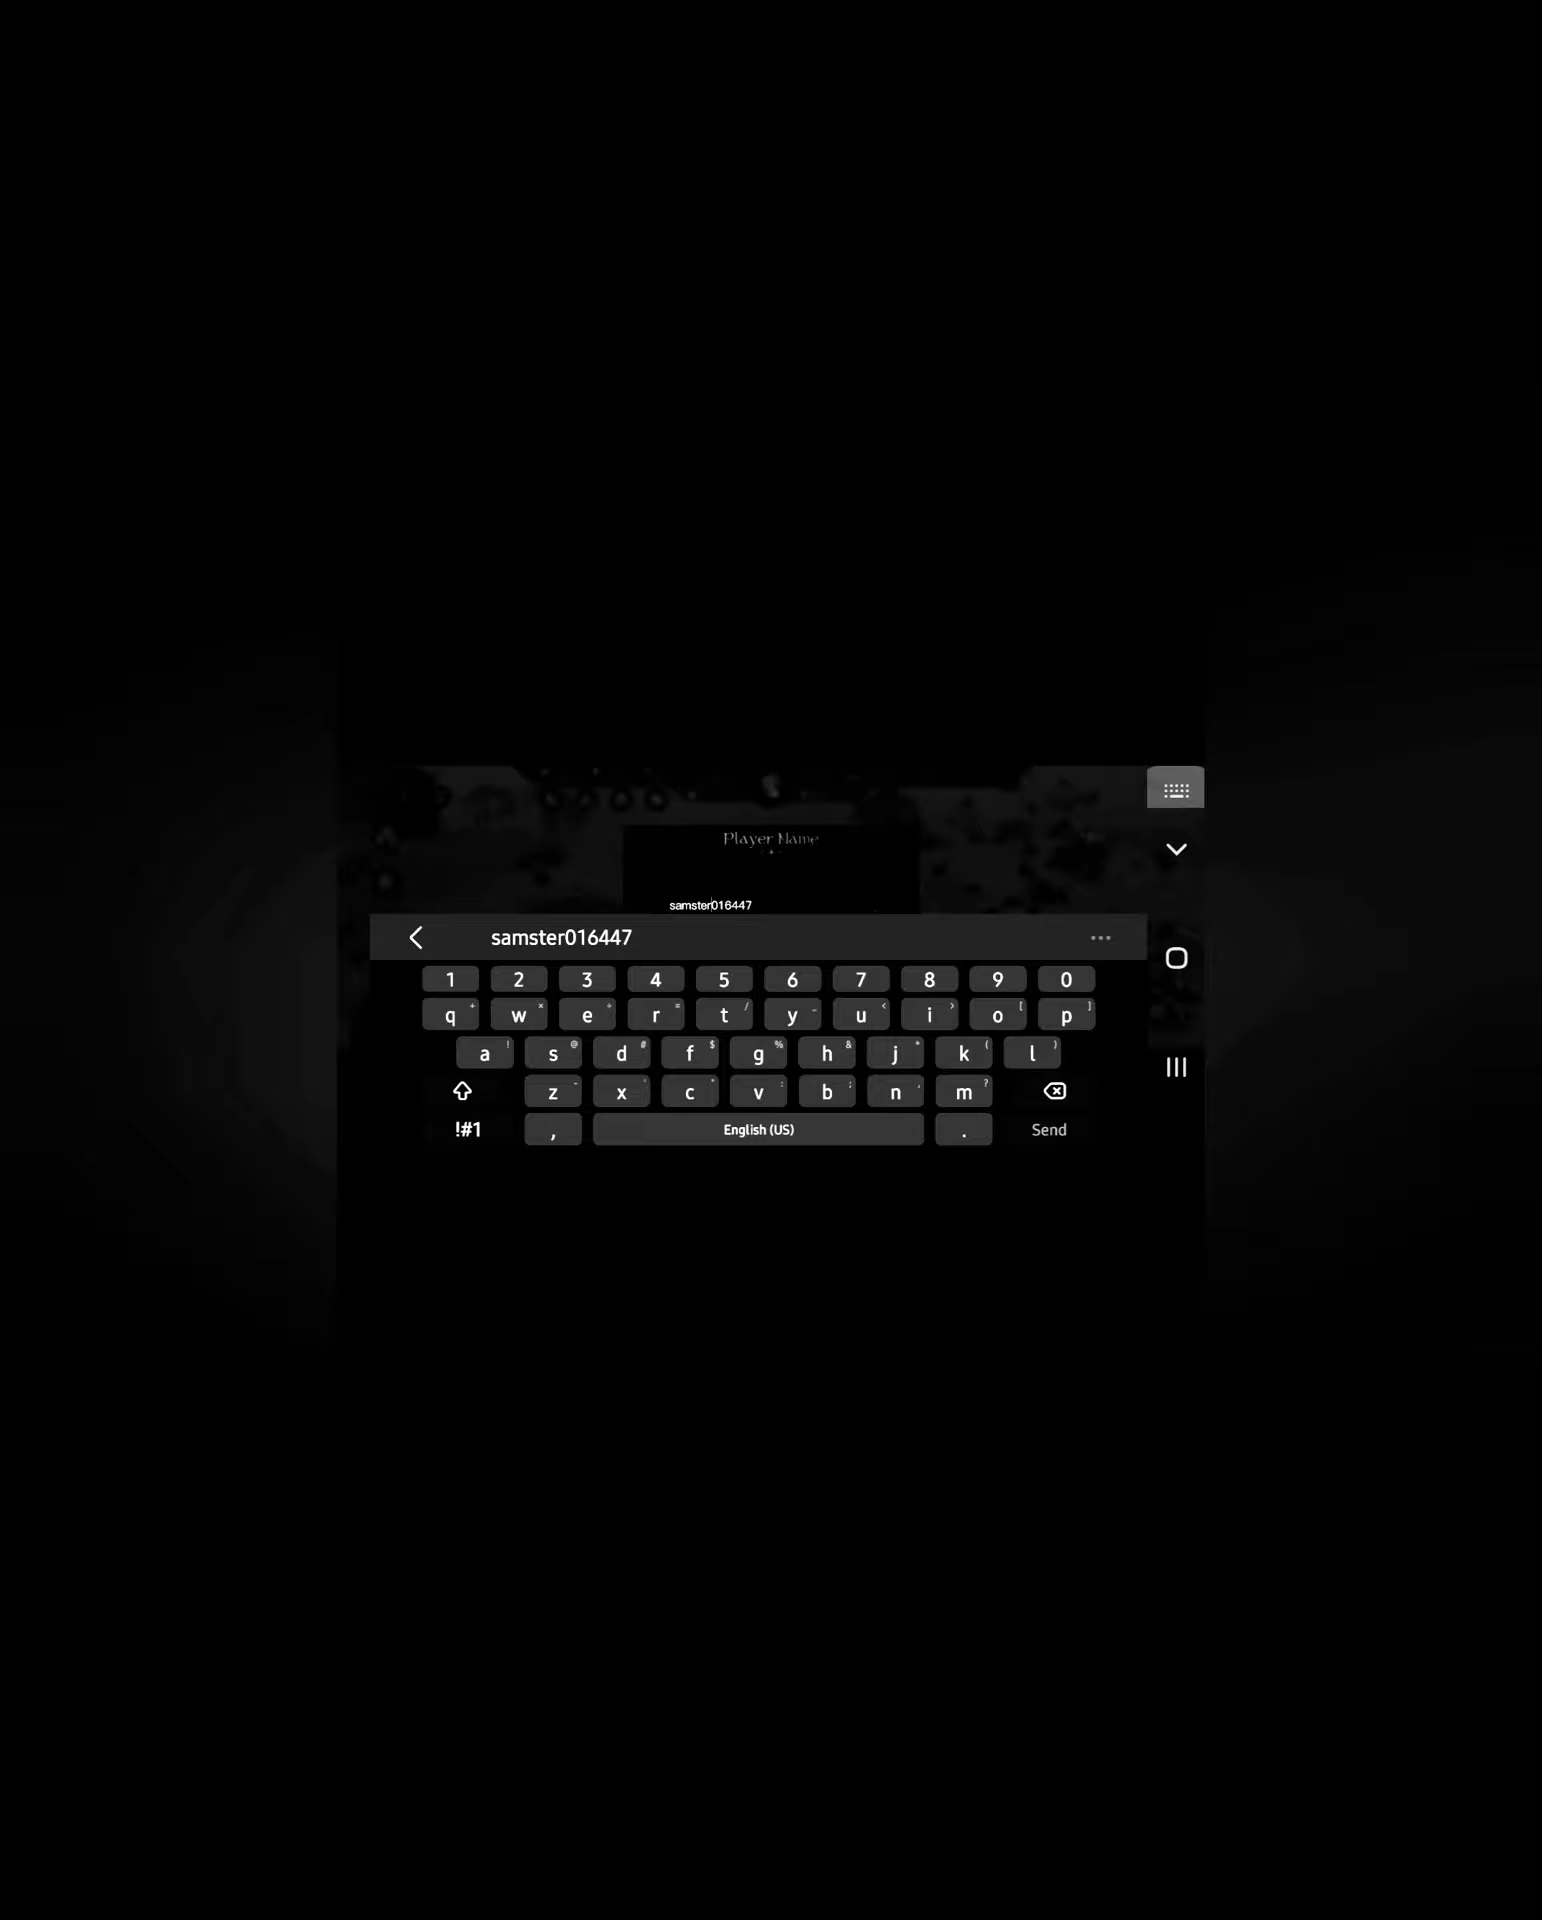 Player Name
samster016447
samster016447
1 2 3 4 5 6 7 8 9 0
q w e r t y u i o p
a s d f g h j k l
z x c v b n m
!#1 , English (US) . Send